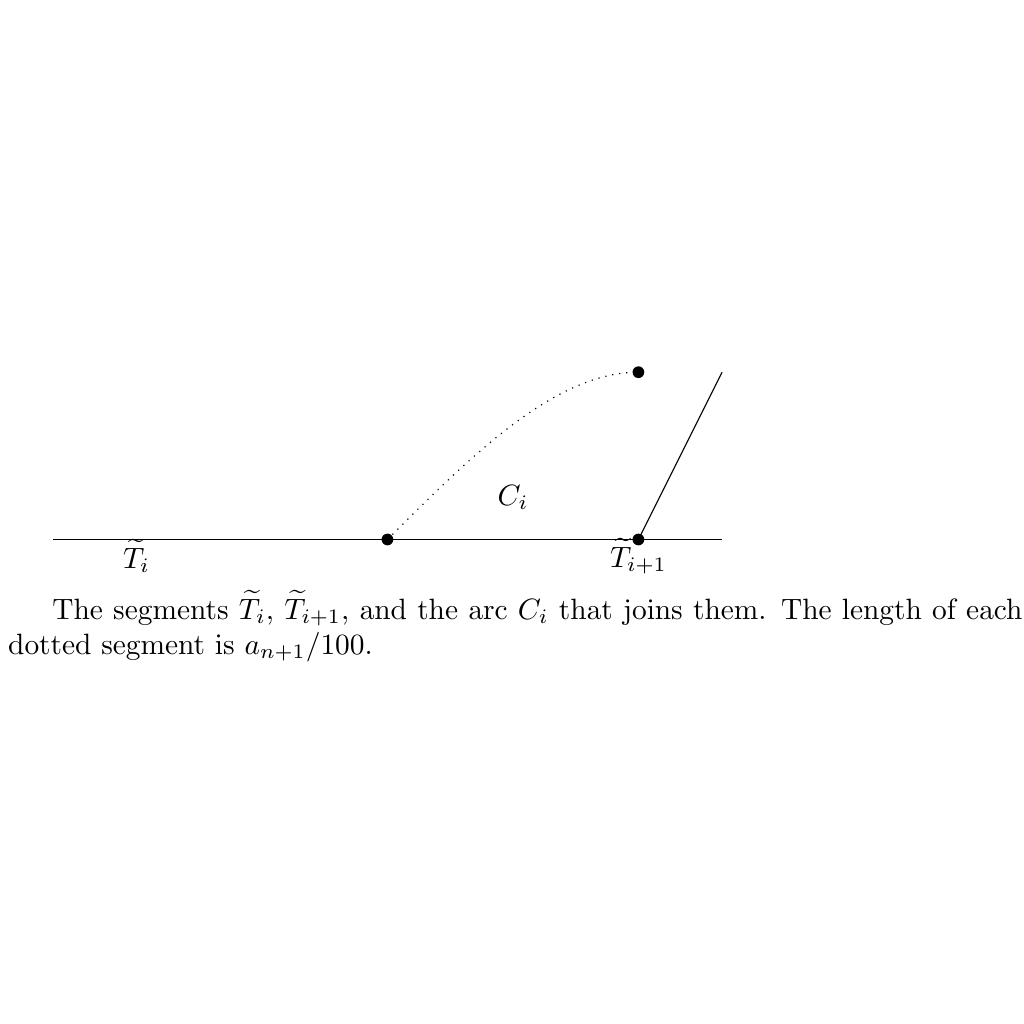 C_i
T̃_i
T̃_{i+1}
The segments T̃_i, T̃_{i+1}, and the arc C_i that joins them. The length of each
dotted segment is a_{n+1}/100.